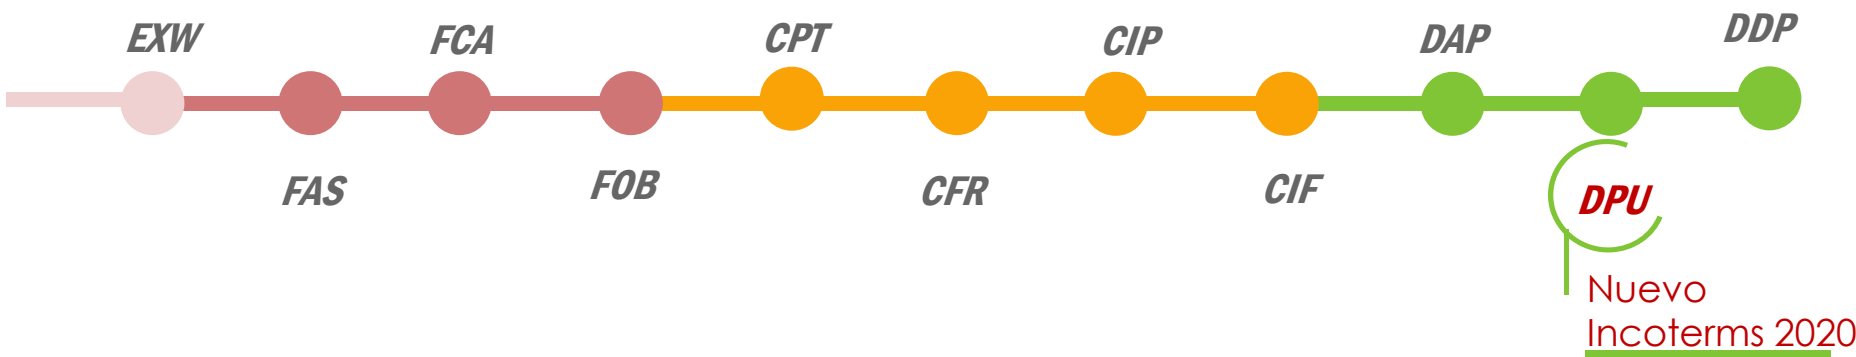 EXW
FCA
CPT
CIP
DAP
DDP
FAS
FOB
CFR
CIF
DPU
Nuevo
Incoterms 2020